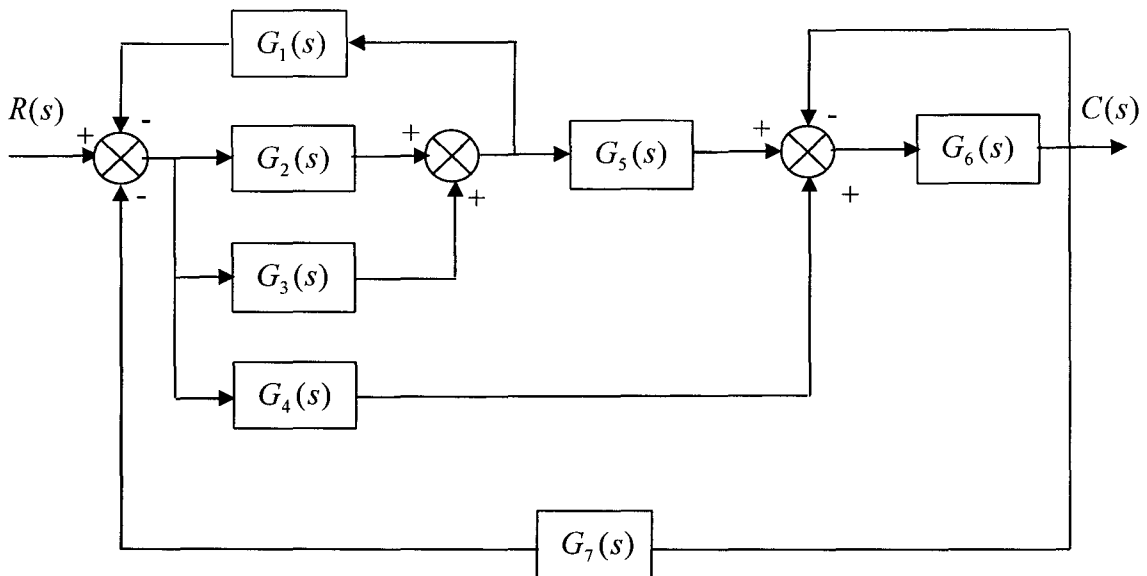 G₁(s)
R(s)
+
-
-
G₂(s)
+
+
G₅(s)
+
-
+
G₆(s)
C(s)
G₃(s)
G₄(s)
G₇(s)